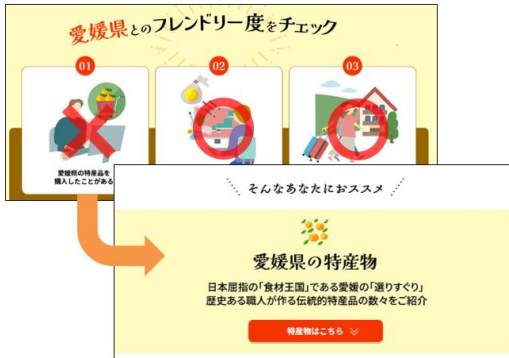 愛媛県とのフレンドリー度をチェック
01
02
03
愛媛県の特産品を
購入したことがある
そんなあなたにおススメ
愛媛県の特産物
日本屈指の「食材王国」である愛媛の「選りすぐり」
歴史ある職人が作る伝統的特産品の数々をご紹介
特産物はこちら